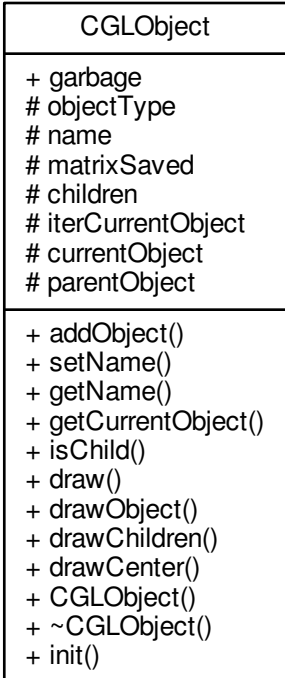 CGLObject
+ garbage
# objectType
# name
# matrixSaved
# children
# iterCurrentObject
# currentObject
# parentObject
+ addObject()
+ setName()
+ getName()
+ getCurrentObject()
+ isChild()
+ draw()
+ drawObject()
+ drawChildren()
+ drawCenter()
+ CGLObject()
+ ~CGLObject()
+ init()